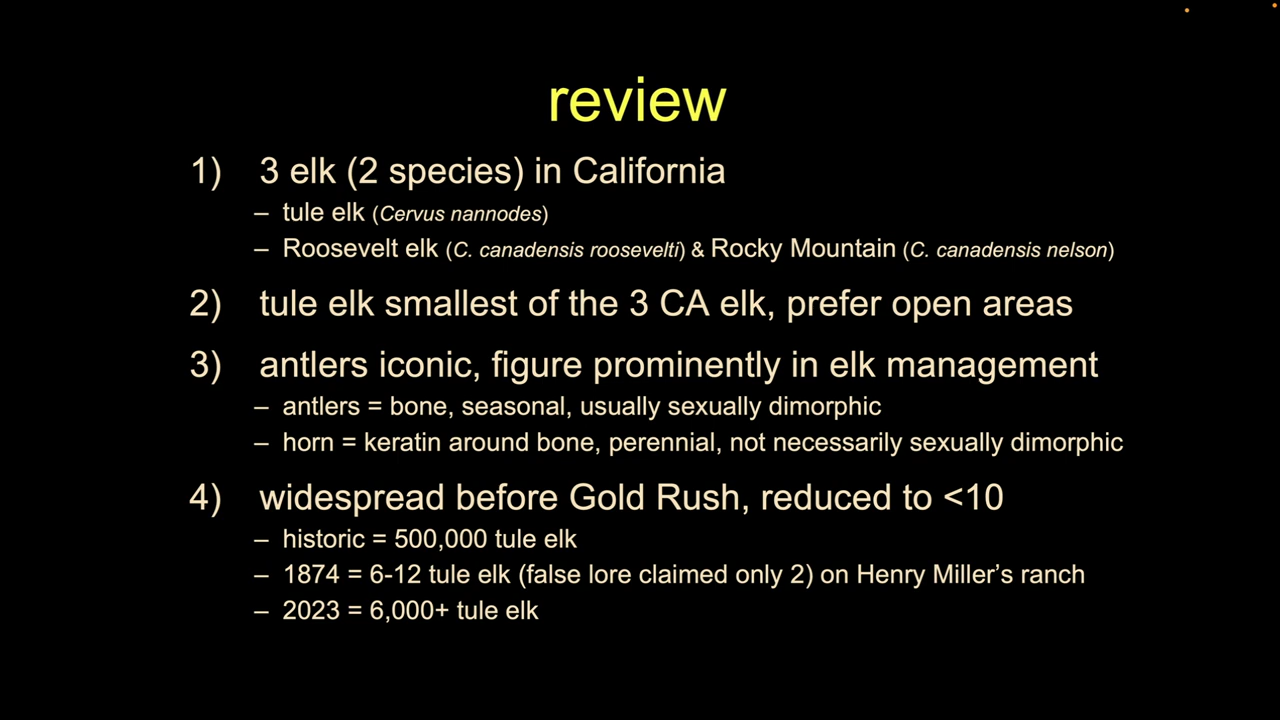 review
1) 3 elk (2 species) in California
– tule elk (Cervus nannodes)
– Roosevelt elk (C. canadensis roosevelti) & Rocky Mountain (C. canadensis nelson)
2) tule elk smallest of the 3 CA elk, prefer open areas
3) antlers iconic, figure prominently in elk management
– antlers = bone, seasonal, usually sexually dimorphic
– horn = keratin around bone, perennial, not necessarily sexually dimorphic
4) widespread before Gold Rush, reduced to <10
– historic = 500,000 tule elk
– 1874 = 6-12 tule elk (false lore claimed only 2) on Henry Miller’s ranch
– 2023 = 6,000+ tule elk